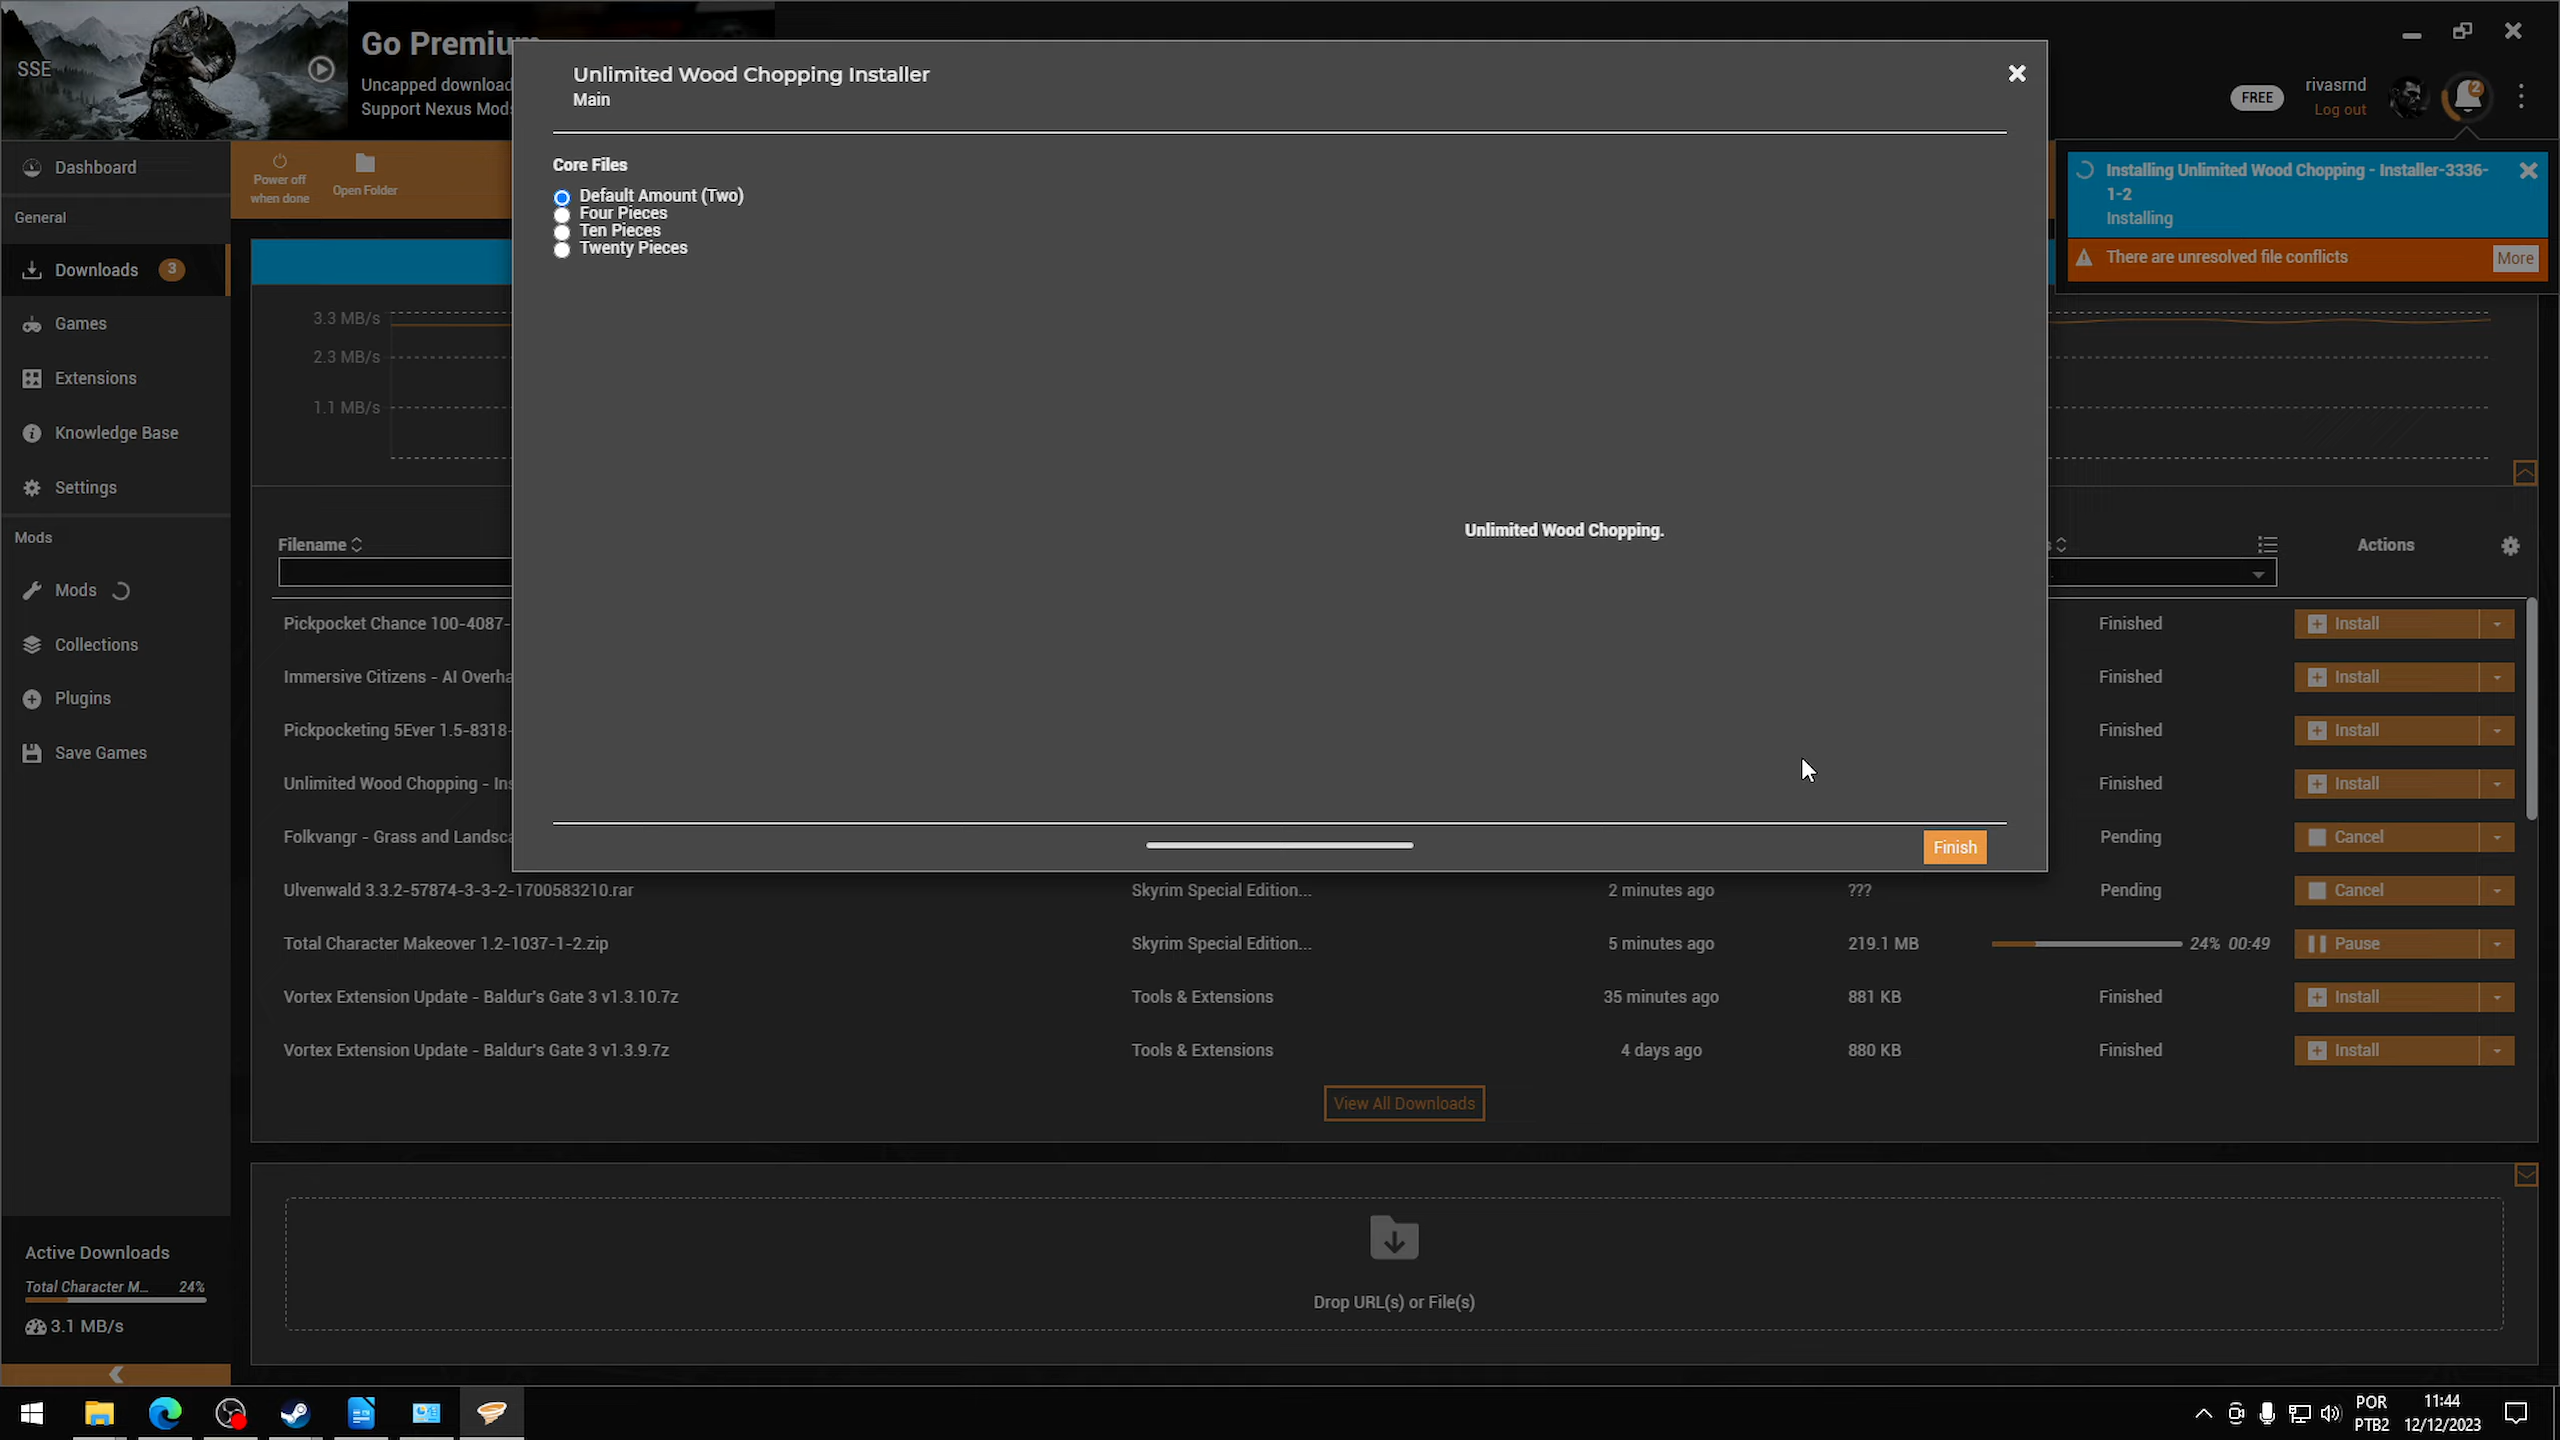 SSE
Go Premium
Uncapped download
Support Nexus Mods
FREE
rivasrnd
Log out
2
Unlimited Wood Chopping Installer
Main
Core Files
Default Amount (Two)
Four Pieces
Ten Pieces
Twenty Pieces
Unlimited Wood Chopping.
Finish
Installing Unlimited Wood Chopping - Installer-3336-
1-2
Installing
There are unresolved file conflicts
More
Dashboard
General
Downloads 3
Games
Extensions
Knowledge Base
Settings
Mods
Mods
Collections
Plugins
Save Games
Power off
when done
Open Folder
3.3 MB/s
2.3 MB/s
1.1 MB/s
Filename
s
Actions
Pickpocket Chance 100-4087- Finished Install
Immersive Citizens - AI Overha Finished Install
Pickpocketing 5Ever 1.5-8318- Finished Install
Unlimited Wood Chopping - Ins Finished Install
Folkvangr - Grass and Landsca Pending Cancel
Ulvenwald 3.3.2-57874-3-3-2-1700583210.rar Skyrim Special Edition... 2 minutes ago ??? Pending Cancel
Total Character Makeover 1.2-1037-1-2.zip Skyrim Special Edition... 5 minutes ago 219.1 MB 24% 00:49 Pause
Vortex Extension Update - Baldur's Gate 3 v1.3.10.7z Tools & Extensions 35 minutes ago 881 KB Finished Install
Vortex Extension Update - Baldur's Gate 3 v1.3.9.7z Tools & Extensions 4 days ago 880 KB Finished Install
View All Downloads
Drop URL(s) or File(s)
Active Downloads
Total Character M... 24%
3.1 MB/s
POR
PTB2
11:44
12/12/2023